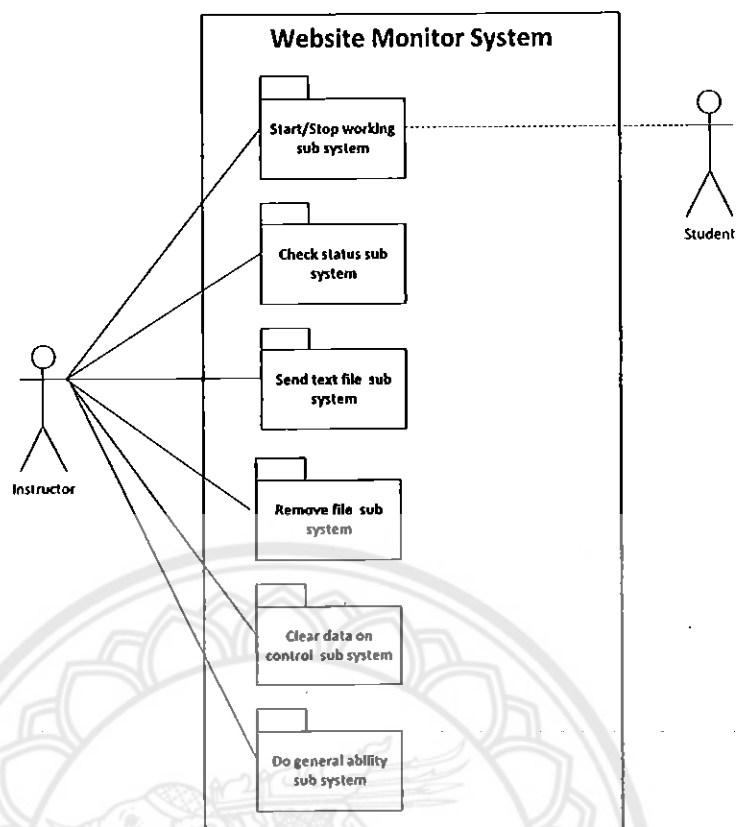 Website Monitor System
Start/Stop working
sub system
Student
Check status sub
system
Send text file sub
system
Instructor
Remove file sub
system
Clear data on
control sub system
Do general ability
sub system